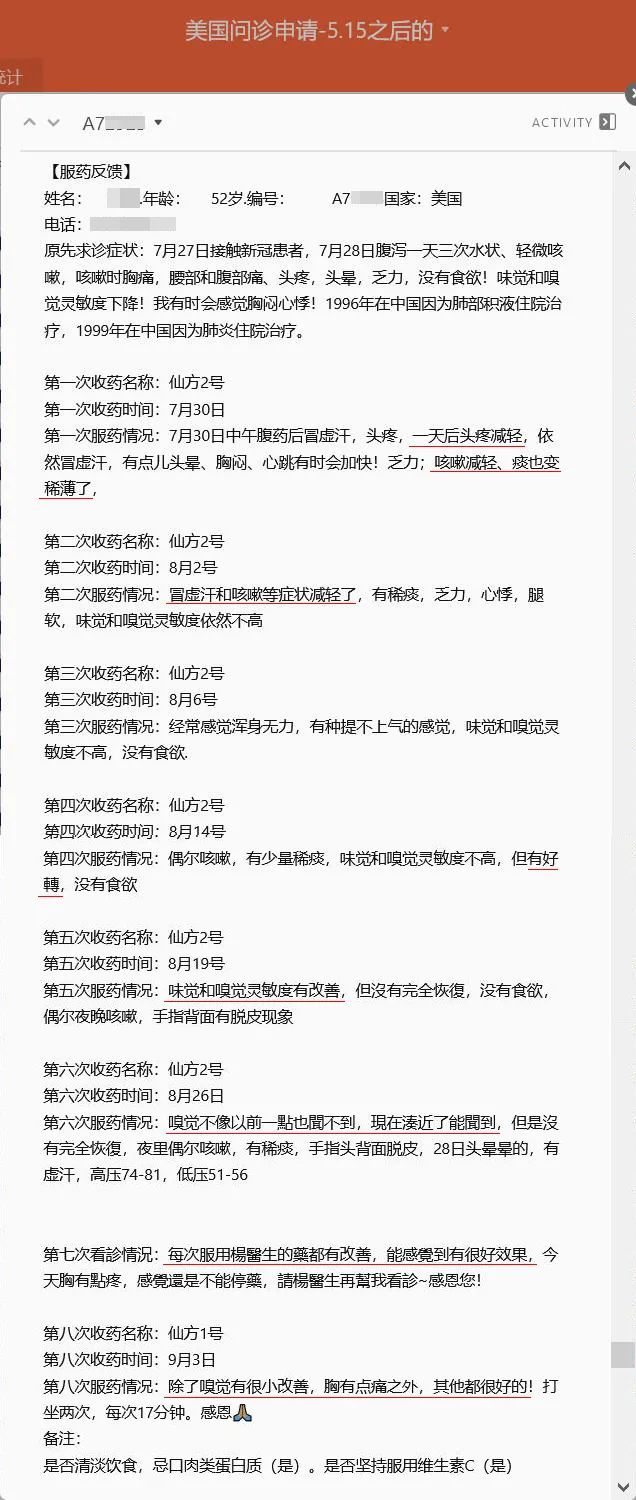 美国问诊申请-5.15之后的
统计
A7
ACTIVITY
【服药反馈】
姓名： .年龄： 52岁.编号： A7 国家：美国
电话：
原先求诊症状：7月27日接触新冠患者，7月28日腹泻一天三次水状、轻微咳
嗽，咳嗽时胸痛，腰部和腹部痛、头疼，头晕，乏力，没有食欲！味觉和嗅
觉灵敏度下降！我有时会感觉胸闷心悸！1996年在中国因为肺部积液住院治
疗，1999年在中国因为肺炎住院治疗。
第一次收药名称：仙方2号
第一次收药时间：7月30日
第一次服药情况：7月30日中午腹药后冒虚汗，头疼，一天后头疼减轻，依
然冒虚汗，有点儿头晕、胸闷、心跳有时会加快！乏力；咳嗽减轻、痰也变
稀薄了，
第二次收药名称：仙方2号
第二次收药时间：8月2号
第二次服药情况：冒虚汗和咳嗽等症状减轻了，有稀痰，乏力，心悸，腿
软，味觉和嗅觉灵敏度依然不高
第三次收药名称：仙方2号
第三次收药时间：8月6号
第三次服药情况：经常感觉浑身无力，有种提不上气的感觉，味觉和嗅觉灵
敏度不高，没有食欲.
第四次收药名称：仙方2号
第四次收药时间：8月14号
第四次服药情况：偶尔咳嗽，有少量稀痰，味觉和嗅觉灵敏度不高，但有好
轉，没有食欲
第五次收药名称：仙方2号
第五次收药时间：8月19号
第五次服药情况：味觉和嗅觉灵敏度有改善，但沒有完全恢復，没有食欲，
偶尔夜晚咳嗽，手指背面有脱皮现象
第六次收药名称：仙方2号
第六次收药时间：8月26日
第六次服药情况：嗅觉不像以前一點也聞不到，現在湊近了能聞到，但是沒
有完全恢復，夜里偶尔咳嗽，有稀痰，手指头背面脱皮，28日头晕晕的，有
虚汗，高压74-81，低压51-56
第七次看診情況：每次服用楊醫生的藥都有改善，能感覺到有很好效果，今
天胸有點疼，感覺還是不能停藥，請楊醫生再幫我看診~感恩您！
第八次收药名称：仙方1号
第八次收药时间：9月3日
第八次服药情况：除了嗅觉有很小改善，胸有点痛之外，其他都很好的！打
坐两次，每次17分钟。感恩🙏🏽
备注：
是否清淡饮食，忌口肉类蛋白质（是）。是否坚持服用维生素C（是）